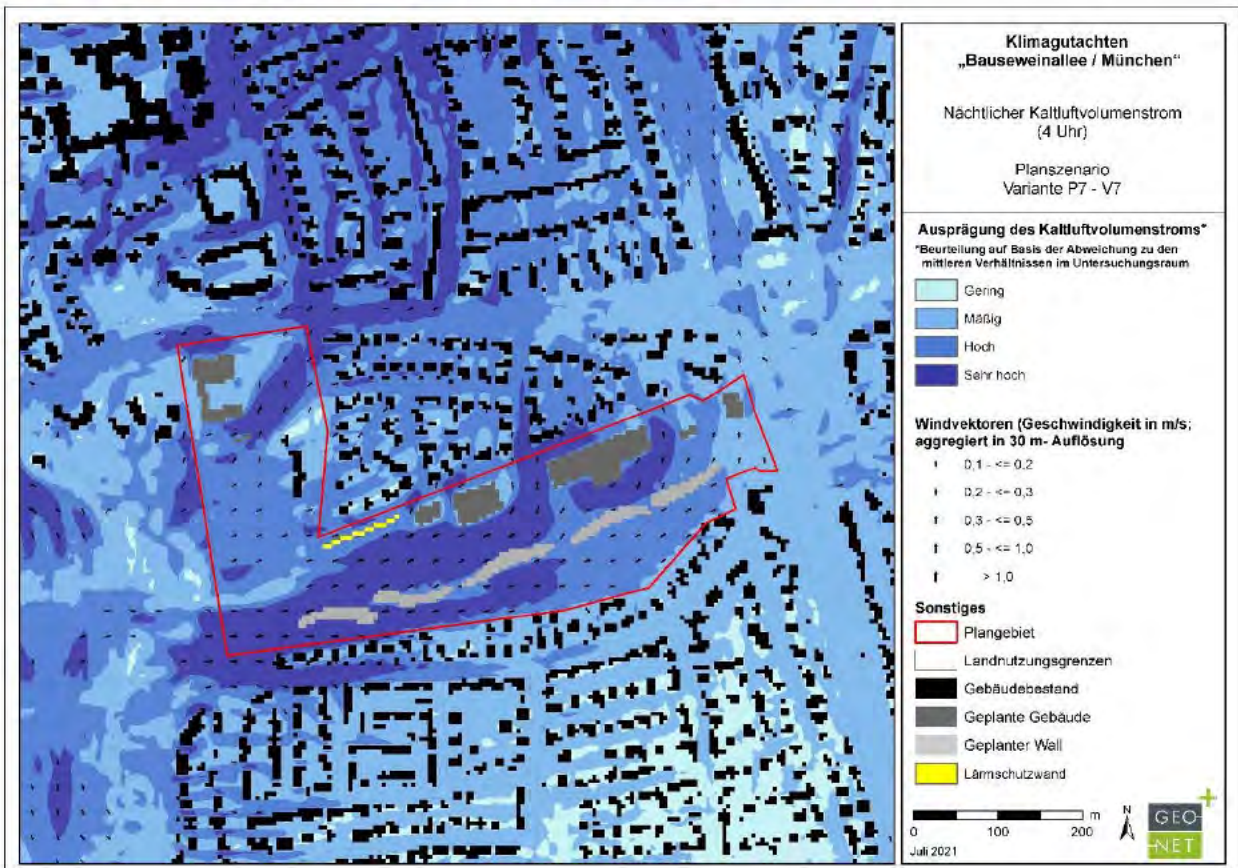 Klimagutachten
„Bauseweinallee / München“
Nächtlicher Kaltluftvolumenstrom
(4 Uhr)
Planszenario
Variante P7 - V7
Ausprägung des Kaltluftvolumenstroms*
*Beurteilung auf Basis der Abweichung zu den
mittleren Verhältnissen im Untersuchungsraum
Gering
Mäßig
Hoch
Sehr hoch
Windvektoren (Geschwindigkeit in m/s;
aggregiert in 30 m- Auflösung
0,1 - <= 0,2
0,2 - <= 0,3
0,3 - <= 0,5
0,5 - <= 1,0
> 1,0
Sonstiges
Plangebiet
Landnutzungsgrenzen
Gebäudebestand
Geplante Gebäude
Geplanter Wall
Lärmschutzwand
m
0 100 200
N
Juli 2021
GEO-
NET